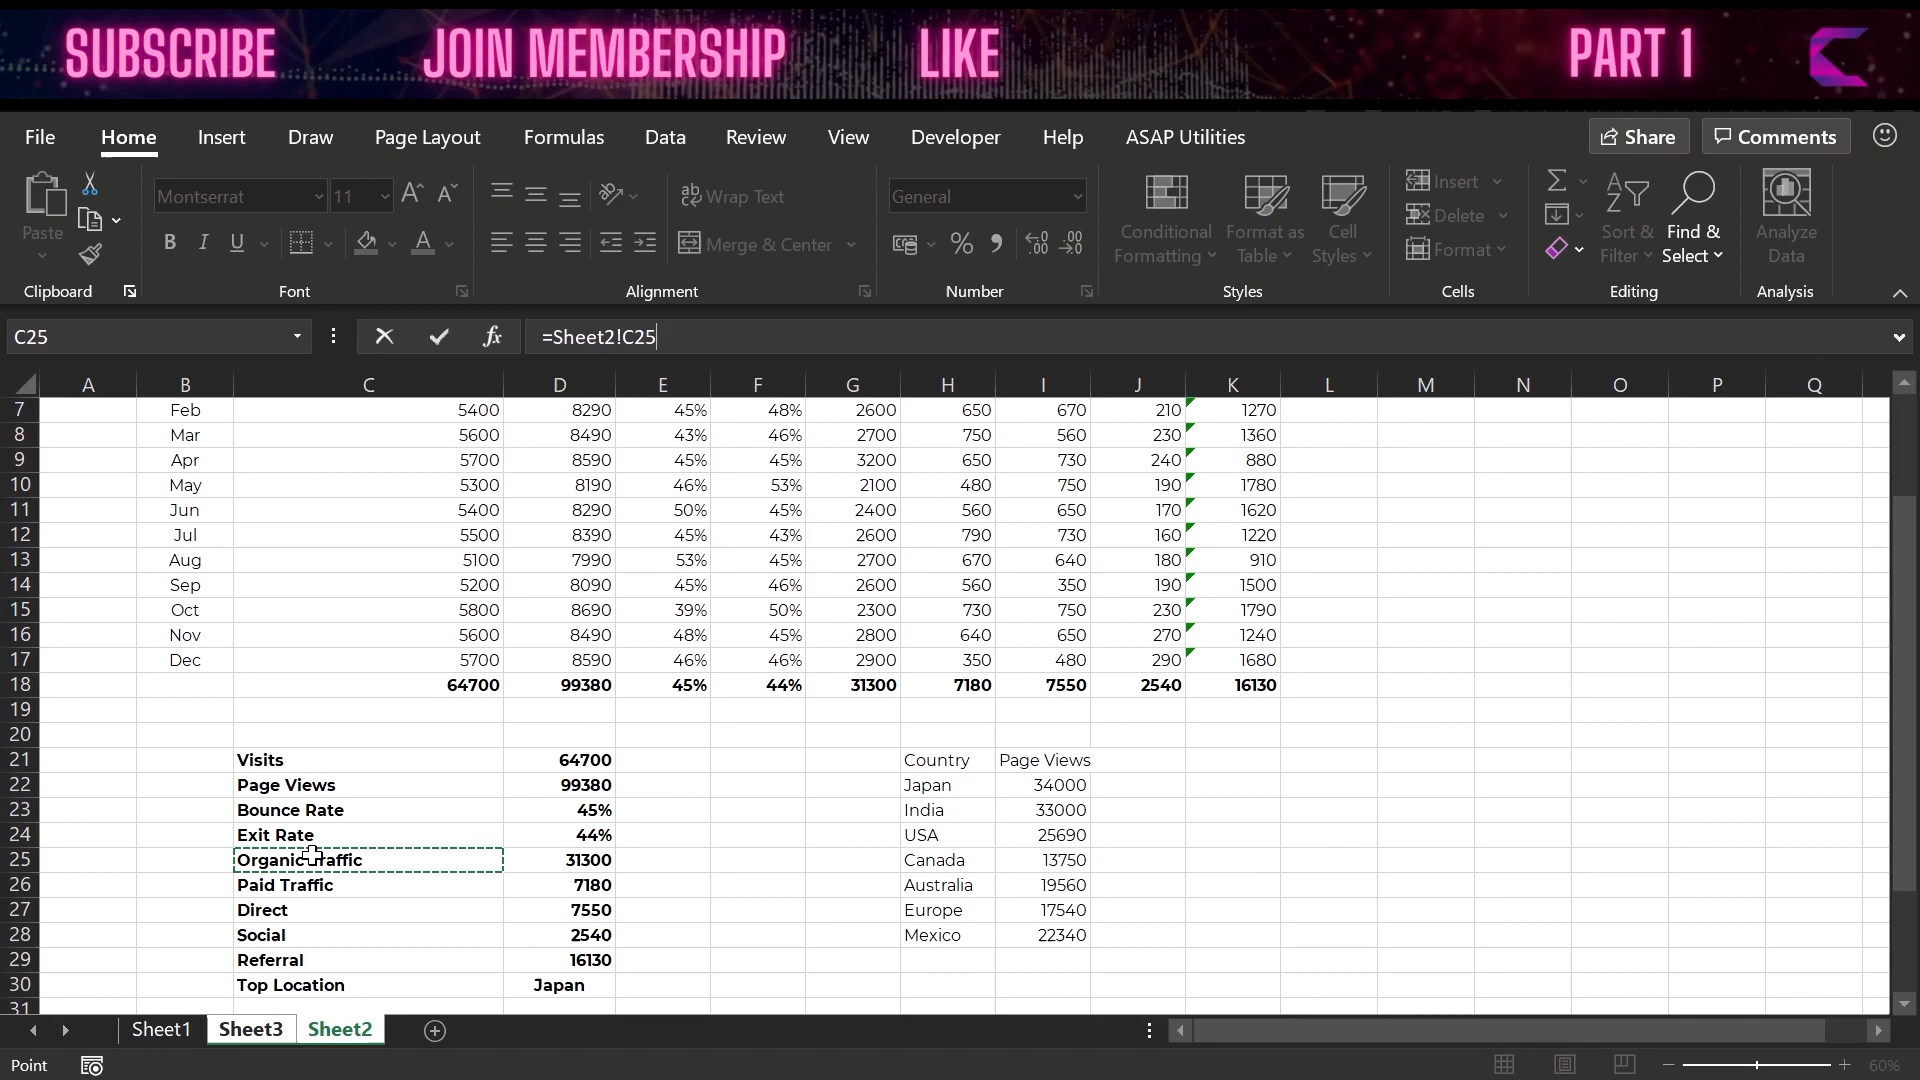 SUBSCRIBE JOIN MEMBERSHIP LIKE PART 1
File Home Insert Draw Page Layout Formulas Data Review View Developer Help ASAP Utilities Share Comments
Montserrat 11 Wrap Text General Insert
Paste Conditional Format as Cell Delete Sort & Find & Analyze
Merge & Center Formatting Table Styles Format Filter Select Data
Clipboard Font Alignment Number Styles Cells Editing Analysis
C25 fx =Sheet2!C25
A B C D E F G H I J K L M N O P Q
7 Feb 5400 8290 45% 48% 2600 650 670 210 1270
8 Mar 5600 8490 43% 46% 2700 750 560 230 1360
9 Apr 5700 8590 45% 45% 3200 650 730 240 880
10 May 5300 8190 46% 53% 2100 480 750 190 1780
11 Jun 5400 8290 50% 45% 2400 560 650 170 1620
12 Jul 5500 8390 45% 43% 2600 790 730 160 1220
13 Aug 5100 7990 53% 45% 2700 670 640 180 910
14 Sep 5200 8090 45% 46% 2600 560 350 190 1500
15 Oct 5800 8690 39% 50% 2300 730 750 230 1790
16 Nov 5600 8490 48% 45% 2800 640 650 270 1240
17 Dec 5700 8590 46% 46% 2900 350 480 290 1680
18 64700 99380 45% 44% 31300 7180 7550 2540 16130
19
20
21 Visits 64700 Country Page Views
22 Page Views 99380 Japan 34000
23 Bounce Rate 45% India 33000
24 Exit Rate 44% USA 25690
25 Organic Traffic 31300 Canada 13750
26 Paid Traffic 7180 Australia 19560
27 Direct 7550 Europe 17540
28 Social 2540 Mexico 22340
29 Referral 16130
30 Top Location Japan
31
Sheet1 Sheet3 Sheet2
Point 60%